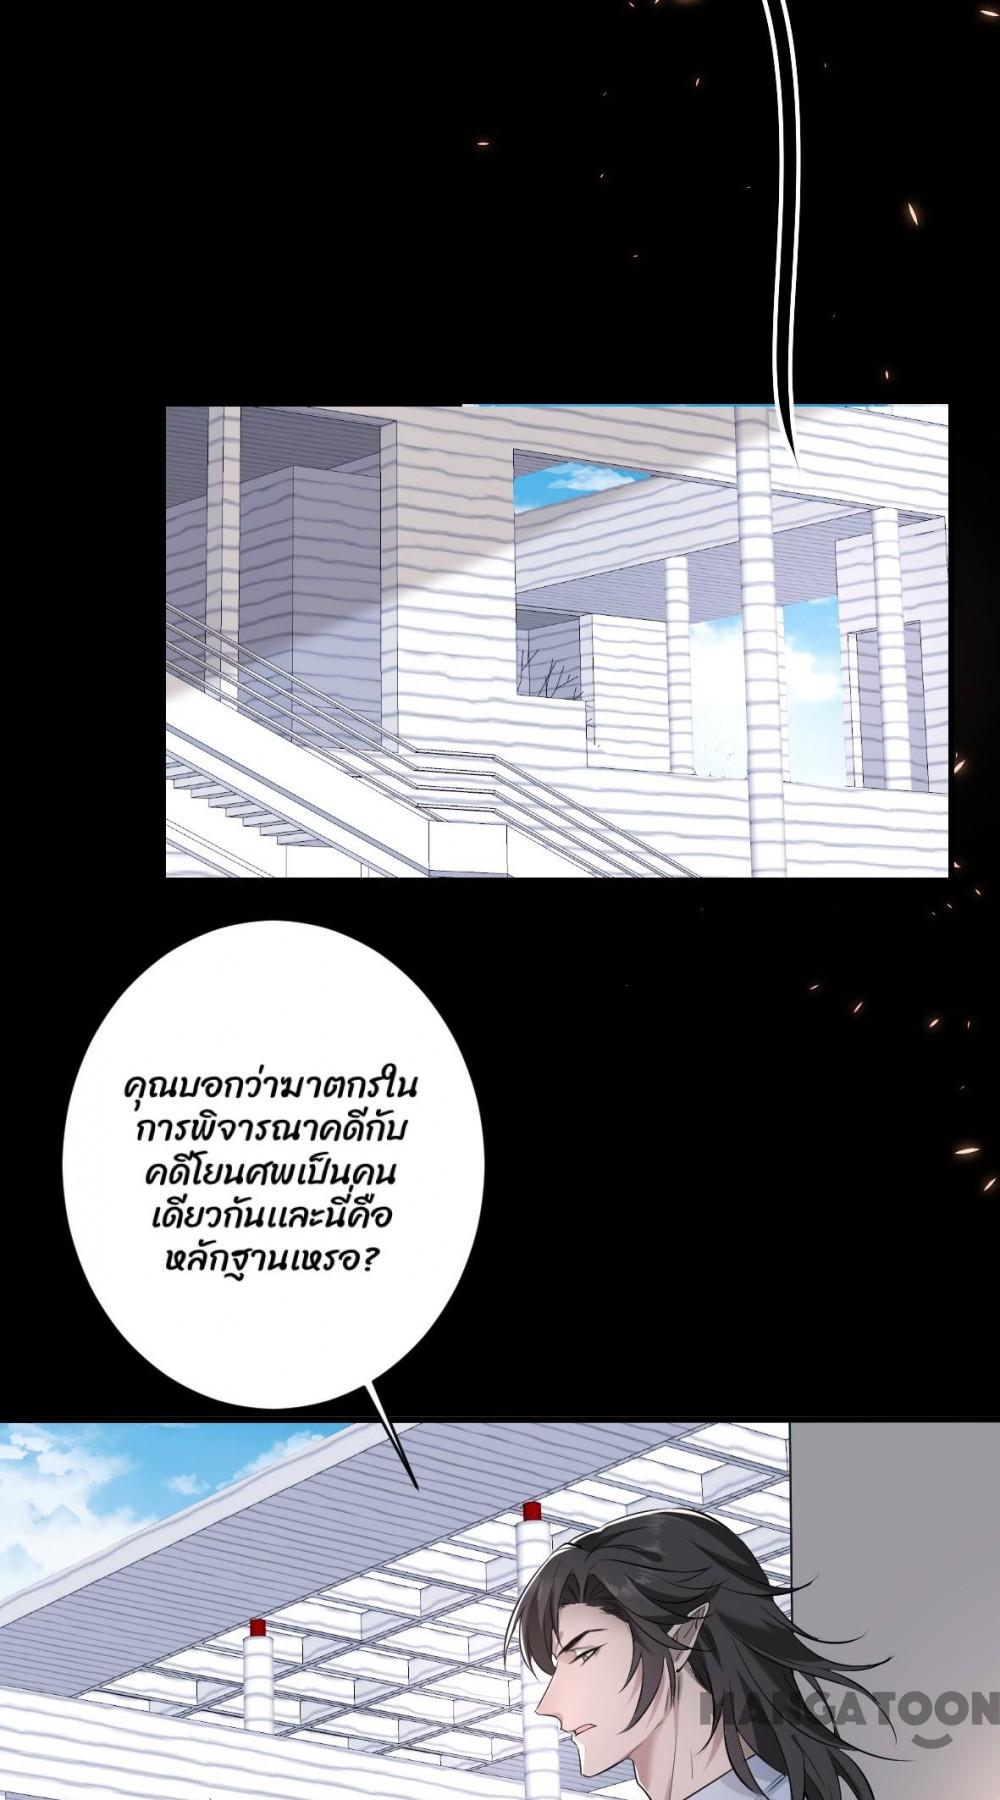 คุณบอกว่าฆาตกรใน
การพิจารณาคดีกับ
คดีโยนศพเป็นคน
เดียวกันและนี่คือ
หลักฐานเหรอ?
MANGATOON